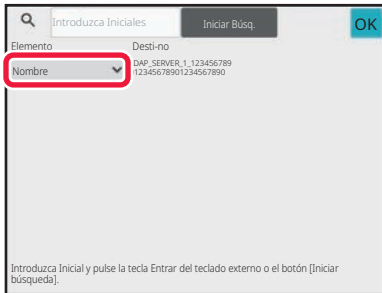 Introduzca Iniciales
Iniciar Búsq.
OK
Elemento
Desti-no
Nombre
DAP_SERVER_1_123456789
12345678901234567890
Introduzca Inicial y pulse la tecla Entrar del teclado externo o el botón [Iniciar
búsqueda].